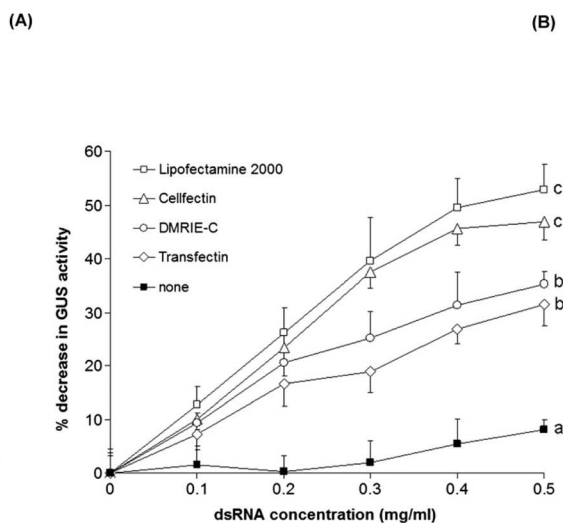 (A)
(B)
60
50
40
30
20
10
0
% decrease in GUS activity
Lipofectamine 2000
Cellfectin
DMRIE-C
Transfectin
none
c
c
b
b
a
0 0.1 0.2 0.3 0.4 0.5
dsRNA concentration (mg/ml)